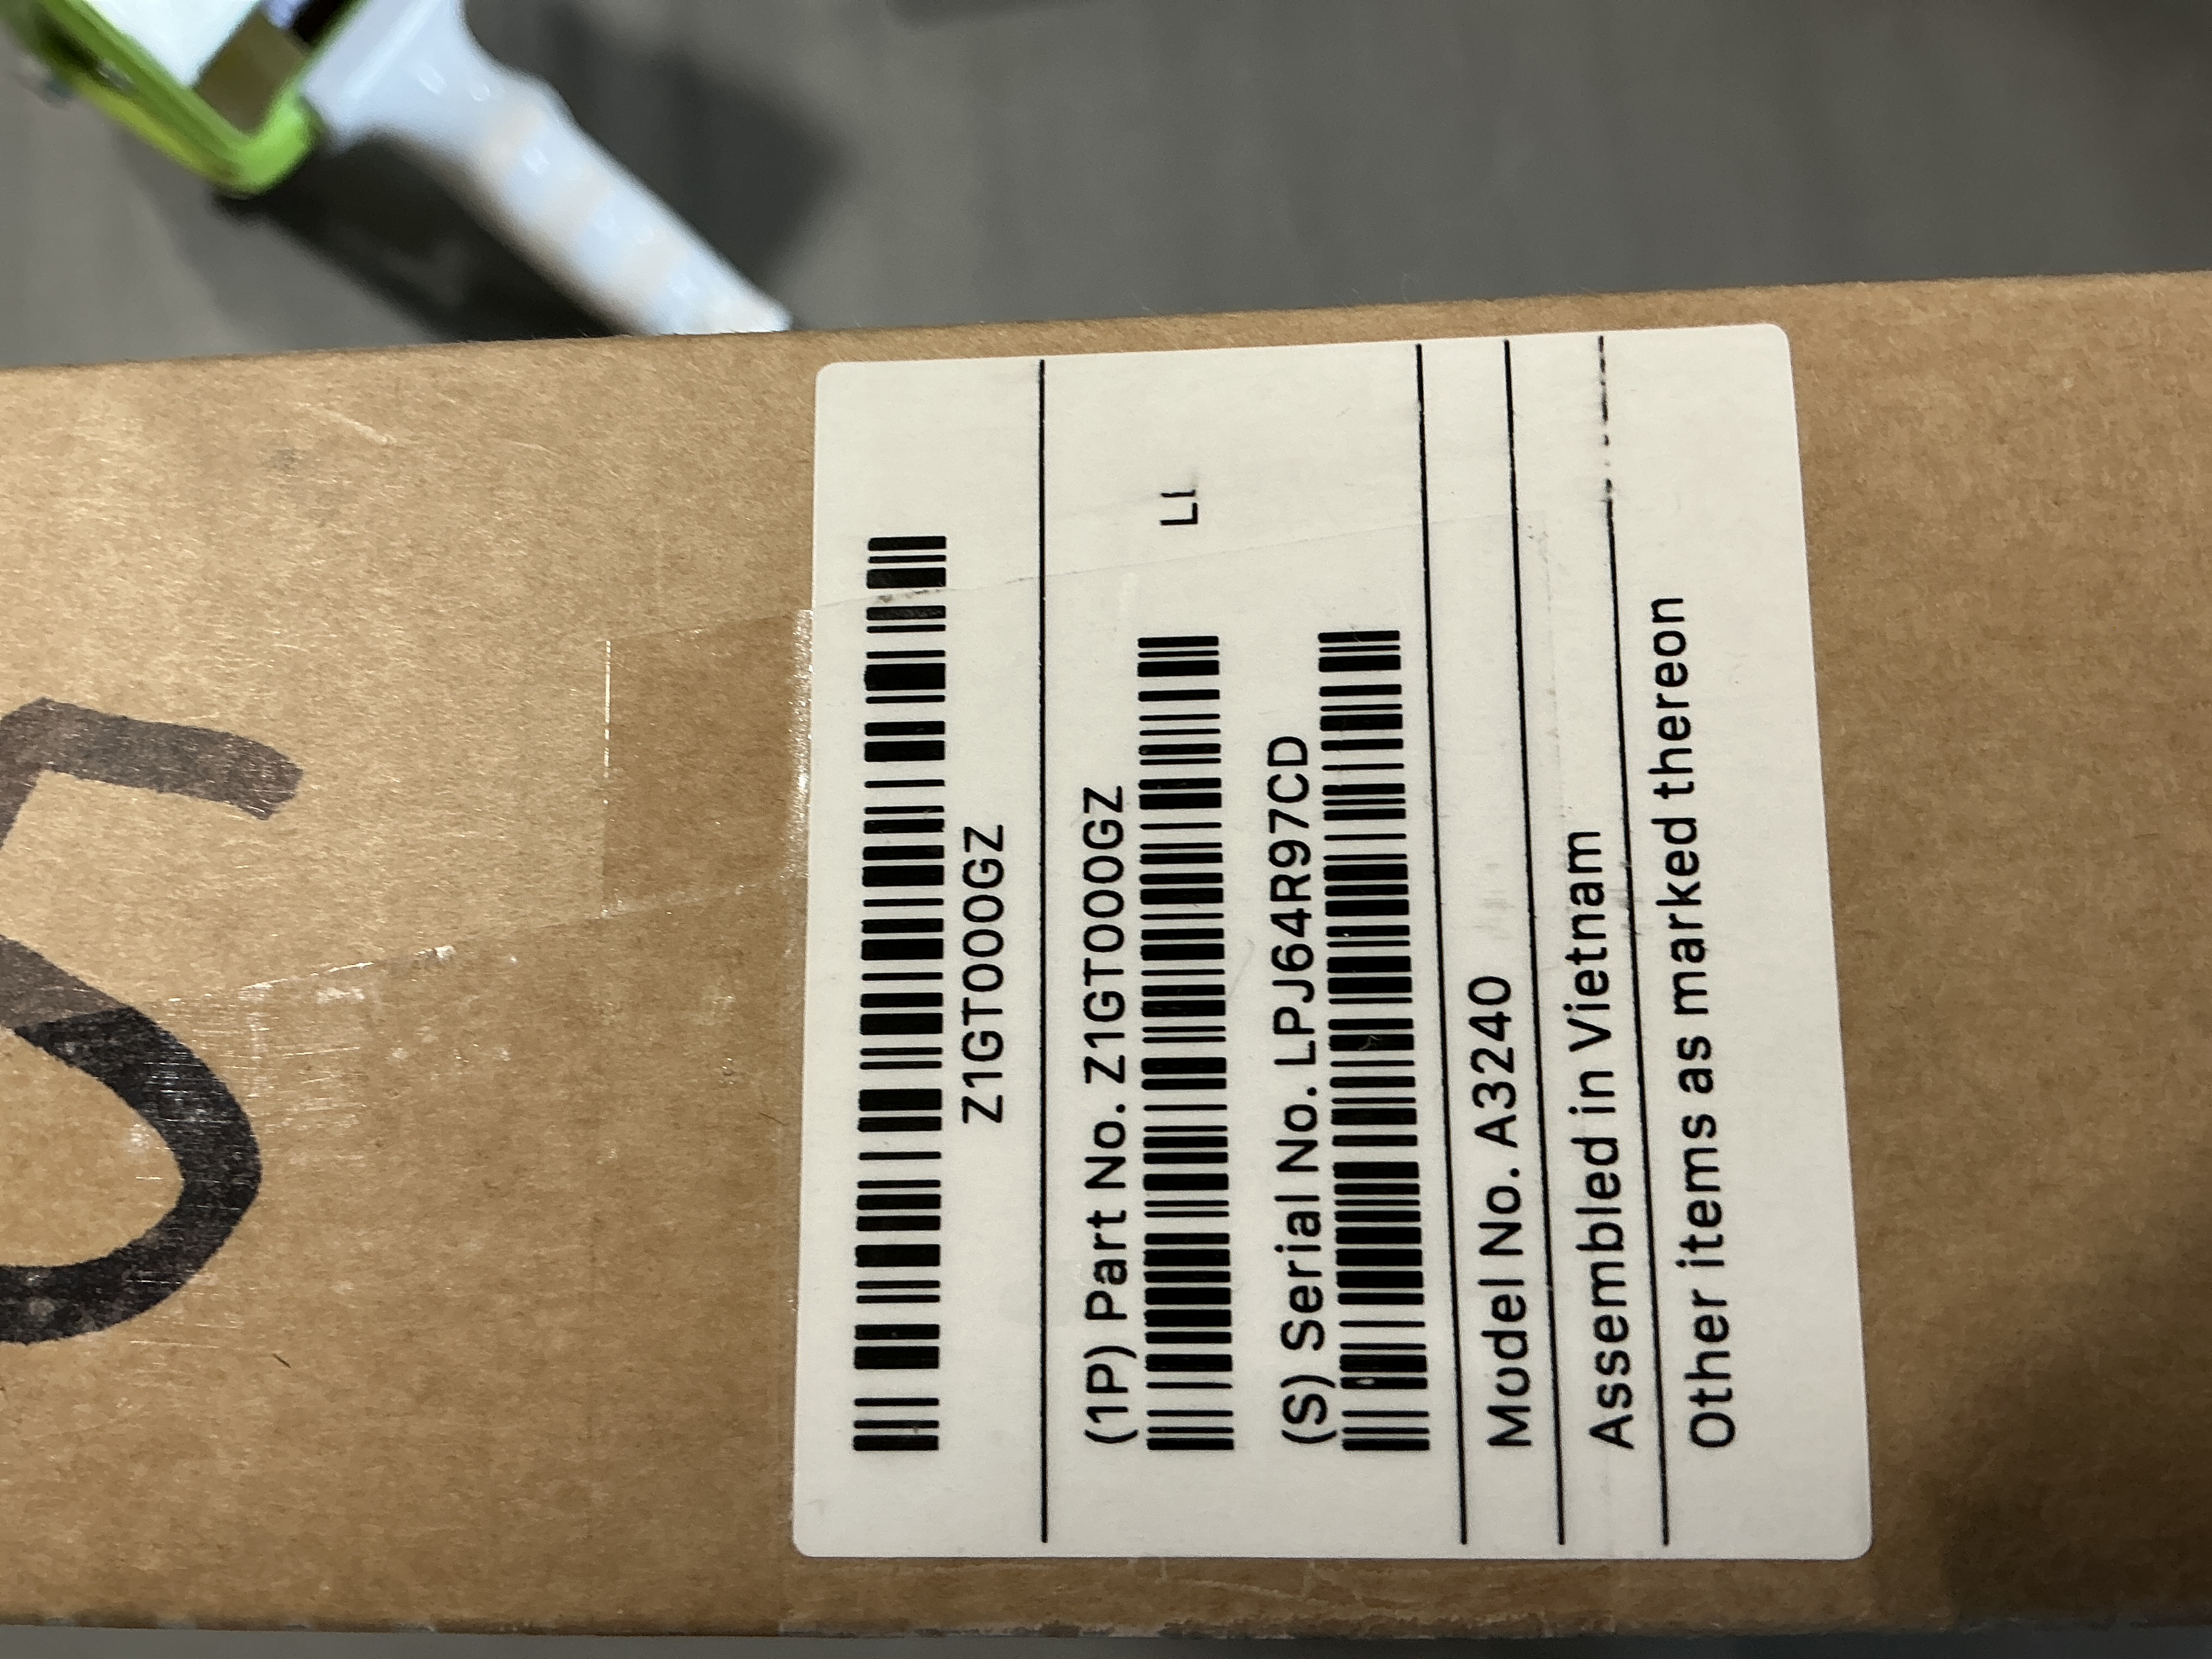 Z1GT000GZ
(1P) Part No. Z1GT000GZ
(S) Serial No. LPJ64R97CD
Model No. A3240
Assembled in Vietnam
Other items as marked thereon
5